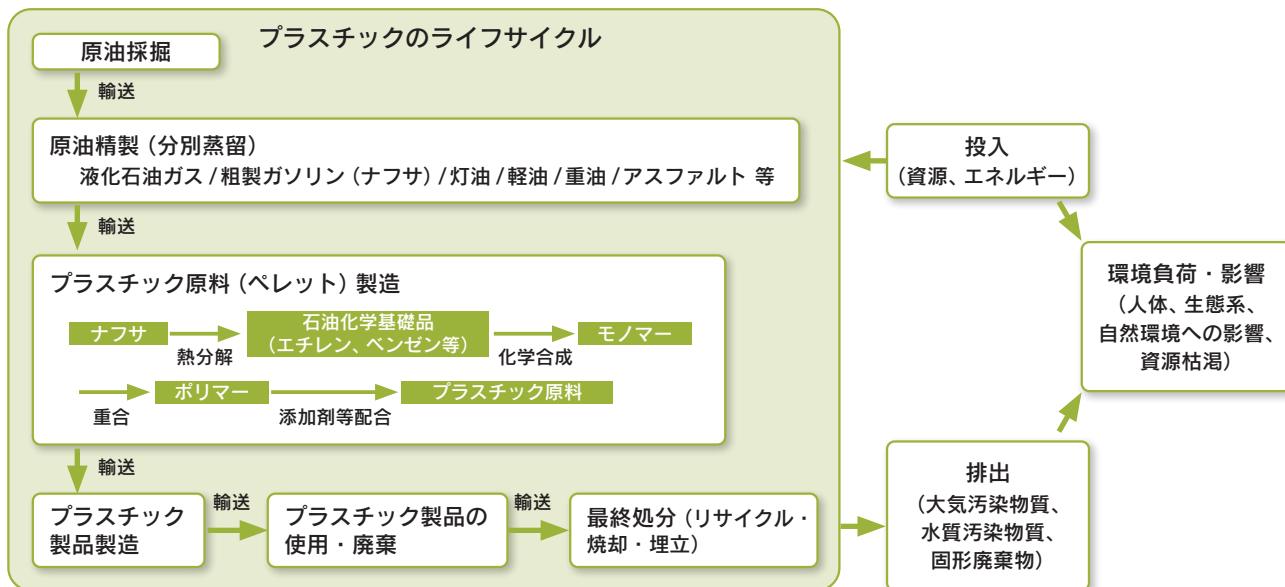 プラスチックのライフサイクル
原油採掘
輸送
原油精製（分別蒸留）
液化石油ガス/粗製ガソリン（ナフサ）/灯油/軽油/重油/アスファルト 等
輸送
プラスチック原料（ペレット）製造
ナフサ
熱分解
石油化学基礎品
（エチレン、ベンゼン等）
化学合成
モノマー
重合
ポリマー
添加剤等配合
プラスチック原料
輸送
プラスチック
製品製造
輸送
プラスチック製品の
使用・廃棄
輸送
最終処分（リサイクル・
焼却・埋立）
投入
（資源、エネルギー）
環境負荷・影響
（人体、生態系、
自然環境への影響、
資源枯渇）
排出
（大気汚染物質、
水質汚染物質、
固形廃棄物）